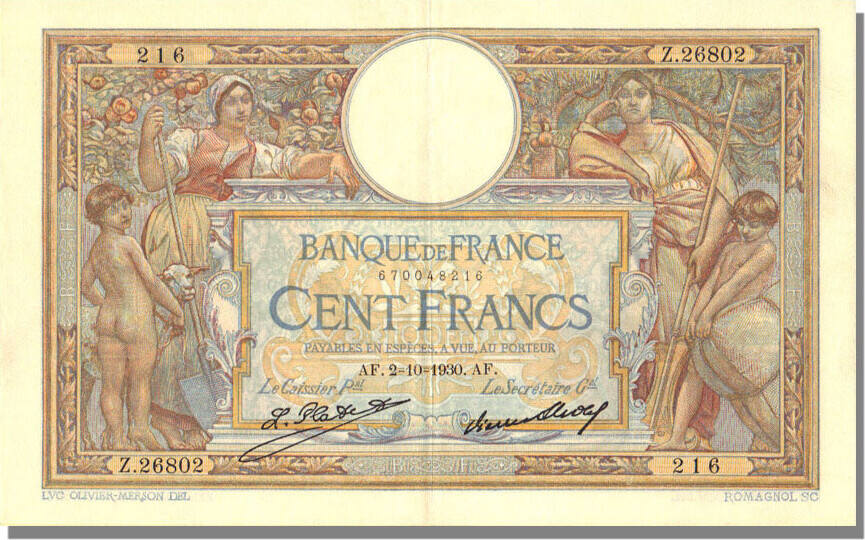 216
Z.26802
BANQUE DE FRANCE
670048216
CENT FRANCS
PAYABLES EN ESPÈCES, A VUE, AU PORTEUR
AF. 2=10=1930. AF.
Le Caissier Pal
Le Secrétaire Gal
Z.26802
216
LVC OLIVIER-MERSON DEL
ROMAGNOL SC